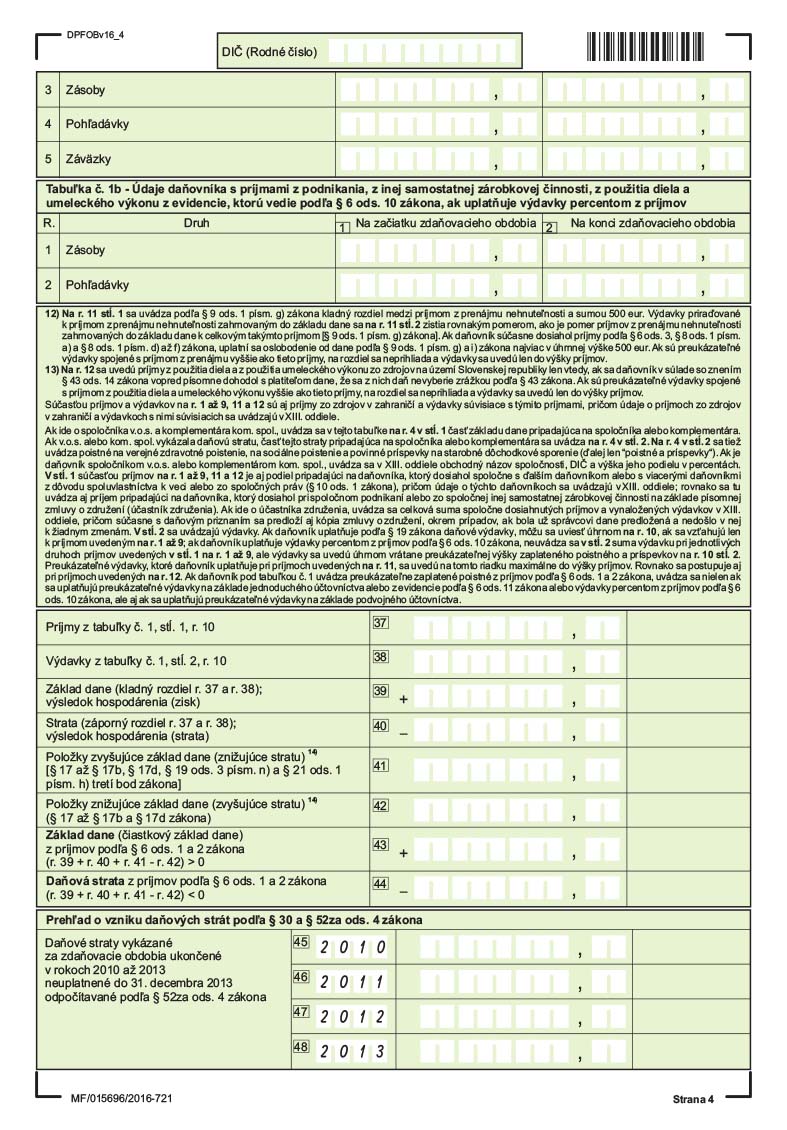 DPFOBv16_4
DIČ (Rodné číslo)
3 Zásoby , ,
4 Pohľadávky , ,
5 Záväzky , ,
Tabuľka č. 1b - Údaje daňovníka s príjmami z podnikania, z inej samostatnej zárobkovej činnosti, z použitia diela a
umeleckého výkonu z evidencie, ktorú vedie podľa § 6 ods. 10 zákona, ak uplatňuje výdavky percentom z príjmov
R. Druh 1 Na začiatku zdaňovacieho obdobia 2 Na konci zdaňovacieho obdobia
1 Zásoby , ,
2 Pohľadávky , ,
12) Na r. 11 stĺ. 1 sa uvádza podľa § 9 ods. 1 písm. g) zákona kladný rozdiel medzi príjmom z prenájmu nehnuteľnosti a sumou 500 eur. Výdavky priraďované
k príjmom z prenájmu nehnuteľnosti zahrnovaným do základu dane sa na r. 11 stĺ. 2 zistia rovnakým pomerom, ako je pomer príjmov z prenájmu nehnuteľnosti
zahrnovaných do základu dane k celkovým takýmto príjmom [§ 9 ods. 1 písm. g) zákona]. Ak daňovník súčasne dosiahol príjmy podľa § 6 ods. 3, § 8 ods. 1 písm.
a) a § 8 ods. 1 písm. d) až f) zákona, uplatní sa oslobodenie od dane podľa § 9 ods. 1 písm. g) a i) zákona najviac v úhrnnej výške 500 eur. Ak sú preukázateľné
výdavky spojené s príjmom z prenájmu vyššie ako tieto príjmy, na rozdiel sa neprihliada a výdavky sa uvedú len do výšky príjmov.
13) Na r. 12 sa uvedú príjmy z použitia diela a z použitia umeleckého výkonu zo zdrojov na území Slovenskej republiky len vtedy, ak sa daňovník v súlade so znením
§ 43 ods. 14 zákona vopred písomne dohodol s platiteľom dane, že sa z nich daň nevyberie zrážkou podľa § 43 zákona. Ak sú preukázateľné výdavky spojené
s príjmom z použitia diela a umeleckého výkonu vyššie ako tieto príjmy, na rozdiel sa neprihliada a výdavky sa uvedú len do výšky príjmov.
Súčasťou príjmov a výdavkov na r. 1 až 9, 11 a 12 sú aj príjmy zo zdrojov v zahraničí a výdavky súvisiace s týmito príjmami, pričom údaje o príjmoch zo zdrojov
v zahraničí a výdavkoch s nimi súvisiacich sa uvádzajú v XIII. oddiele.
Ak ide o spoločníka v.o.s. a komplementára kom. spol., uvádza sa v tejto tabuľke na r. 4 v stĺ. 1 časť základu dane pripadajúca na spoločníka alebo komplementára.
Ak v.o.s. alebo kom. spol. vykázala daňovú stratu, časť tejto straty pripadajúca na spoločníka alebo komplementára sa uvádza na r. 4 v stĺ. 2. Na r. 4 v stĺ. 2 sa tiež
uvádza poistné na verejné zdravotné poistenie, na sociálne poistenie a povinné príspevky na starobné dôchodkové sporenie (ďalej len "poistné a príspevky"). Ak je
daňovník spoločníkom v.o.s. alebo komplementárom kom. spol., uvádza sa v XIII. oddiele obchodný názov spoločnosti, DIČ a výška jeho podielu v percentách.
V stĺ. 1 súčasťou príjmov na r. 1 až 9, 11 a 12 je aj podiel pripadajúci na daňovníka, ktorý dosiahol spoločne s ďalším daňovníkom alebo s viacerými daňovníkmi
z dôvodu spoluvlastníctva k veci alebo zo spoločných práv (§ 10 ods. 1 zákona), pričom údaje o týchto daňovníkoch sa uvádzajú v XIII. oddiele; rovnako sa tu
uvádza aj príjem pripadajúci na daňovníka, ktorý dosiahol pri spoločnom podnikaní alebo zo spoločnej inej samostatnej zárobkovej činnosti na základe písomnej
zmluvy o združení (účastník združenia). Ak ide o účastníka združenia, uvádza sa celková suma spoločne dosiahnutých príjmov a vynaložených výdavkov v XIII.
oddiele, pričom súčasne s daňovým priznaním sa predloží aj kópia zmluvy o združení, okrem prípadov, ak bola už správcovi dane predložená a nedošlo v nej
k žiadnym zmenám. V stĺ. 2 sa uvádzajú výdavky. Ak daňovník uplatňuje podľa § 19 zákona daňové výdavky, môžu sa uviesť úhrnom na r. 10, ak sa vzťahujú len
k príjmom uvedeným na r. 1 až 9; ak daňovník uplatňuje výdavky percentom z príjmov, podľa § 6 ods. 10 zákona, neuvádza sa v stĺ. 2 suma výdavku pri jednotlivých
druhoch príjmov uvedených v stĺ. 1 na r. 1 až 9, ale výdavky sa uvedú úhrnom vrátane preukázateľnej výšky zaplateného poistného a príspevkov na r. 10 stĺ. 2.
Preukázateľné výdavky, ktoré daňovník uplatňuje pri príjmoch uvedených na r. 11, sa uvedú na tomto riadku maximálne do výšky príjmov. Rovnako sa postupuje aj
pri príjmoch uvedených na r. 12. Ak daňovník pod tabuľkou č. 1 uvádza preukázateľne zaplatené poistné z príjmov podľa § 6 ods. 1 a 2 zákona, uvádza sa nielen ak
sa uplatňujú preukázateľné výdavky na základe jednoduchého účtovníctva alebo z evidencie podľa § 6 ods. 11 zákona alebo výdavky percentom z príjmov podľa § 6
ods. 10 zákona, ale aj ak sa uplatňujú preukázateľné výdavky na základe podvojného účtovníctva.
Príjmy z tabuľky č. 1, stĺ. 1, r. 10 37 ,
Výdavky z tabuľky č. 1, stĺ. 2, r. 10 38 ,
Základ dane (kladný rozdiel r. 37 a r. 38);
výsledok hospodárenia (zisk) 39 + ,
Strata (záporný rozdiel r. 37 a r. 38);
výsledok hospodárenia (strata) 40 – ,
Položky zvyšujúce základ dane (znižujúce stratu) 14)
[§ 17 až § 17b, § 17d, § 19 ods. 3 písm. n) a § 21 ods. 1 41 ,
písm. h) tretí bod zákona]
Položky znižujúce základ dane (zvyšujúce stratu) 14)
(§ 17 až § 17b a § 17d zákona) 42 ,
Základ dane (čiastkový základ dane)
z príjmov podľa § 6 ods. 1 a 2 zákona 43 + ,
(r. 39 + r. 40 + r. 41 - r. 42) > 0
Daňová strata z príjmov podľa § 6 ods. 1 a 2 zákona
(r. 39 + r. 40 + r. 41 - r. 42) < 0 44 – ,
Prehľad o vzniku daňových strát podľa § 30 a § 52za ods. 4 zákona
Daňové straty vykázané
za zdaňovacie obdobia ukončené
v rokoch 2010 až 2013
neuplatnené do 31. decembra 2013
odpočítavané podľa § 52za ods. 4 zákona
45 2010 ,
46 2011 ,
47 2012 ,
48 2013 ,
MF/015696/2016-721 Strana 4